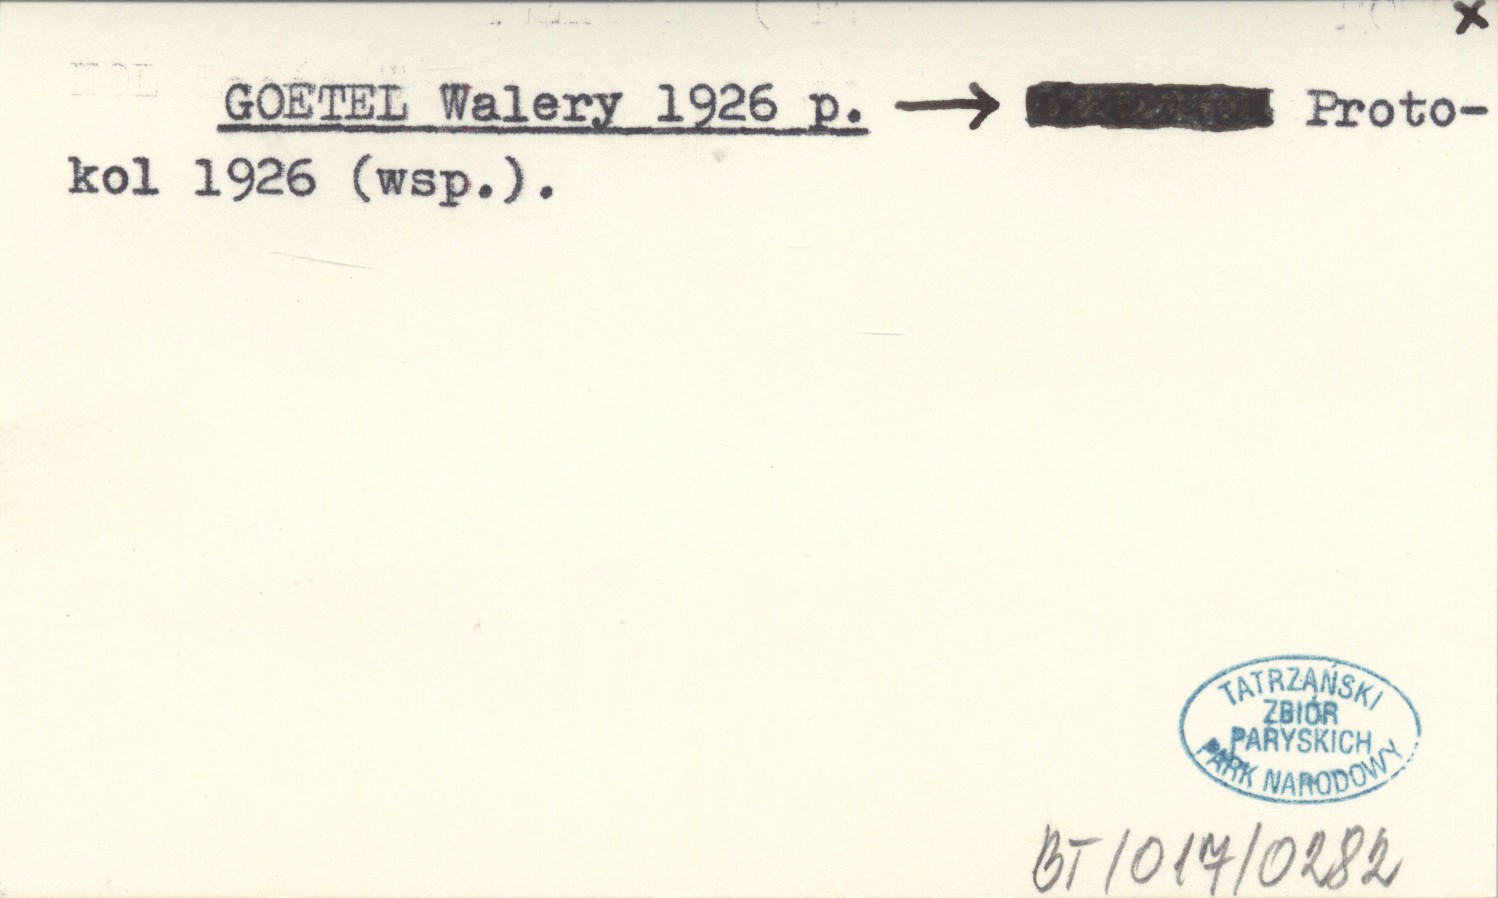 x
GOETEL Walery 1926 p. → Proto-
kol 1926 (wsp.).
TATRZAŃSKI
ZBIÓR
PARYSKICH
PARK NARODOWY
BT/017/0282